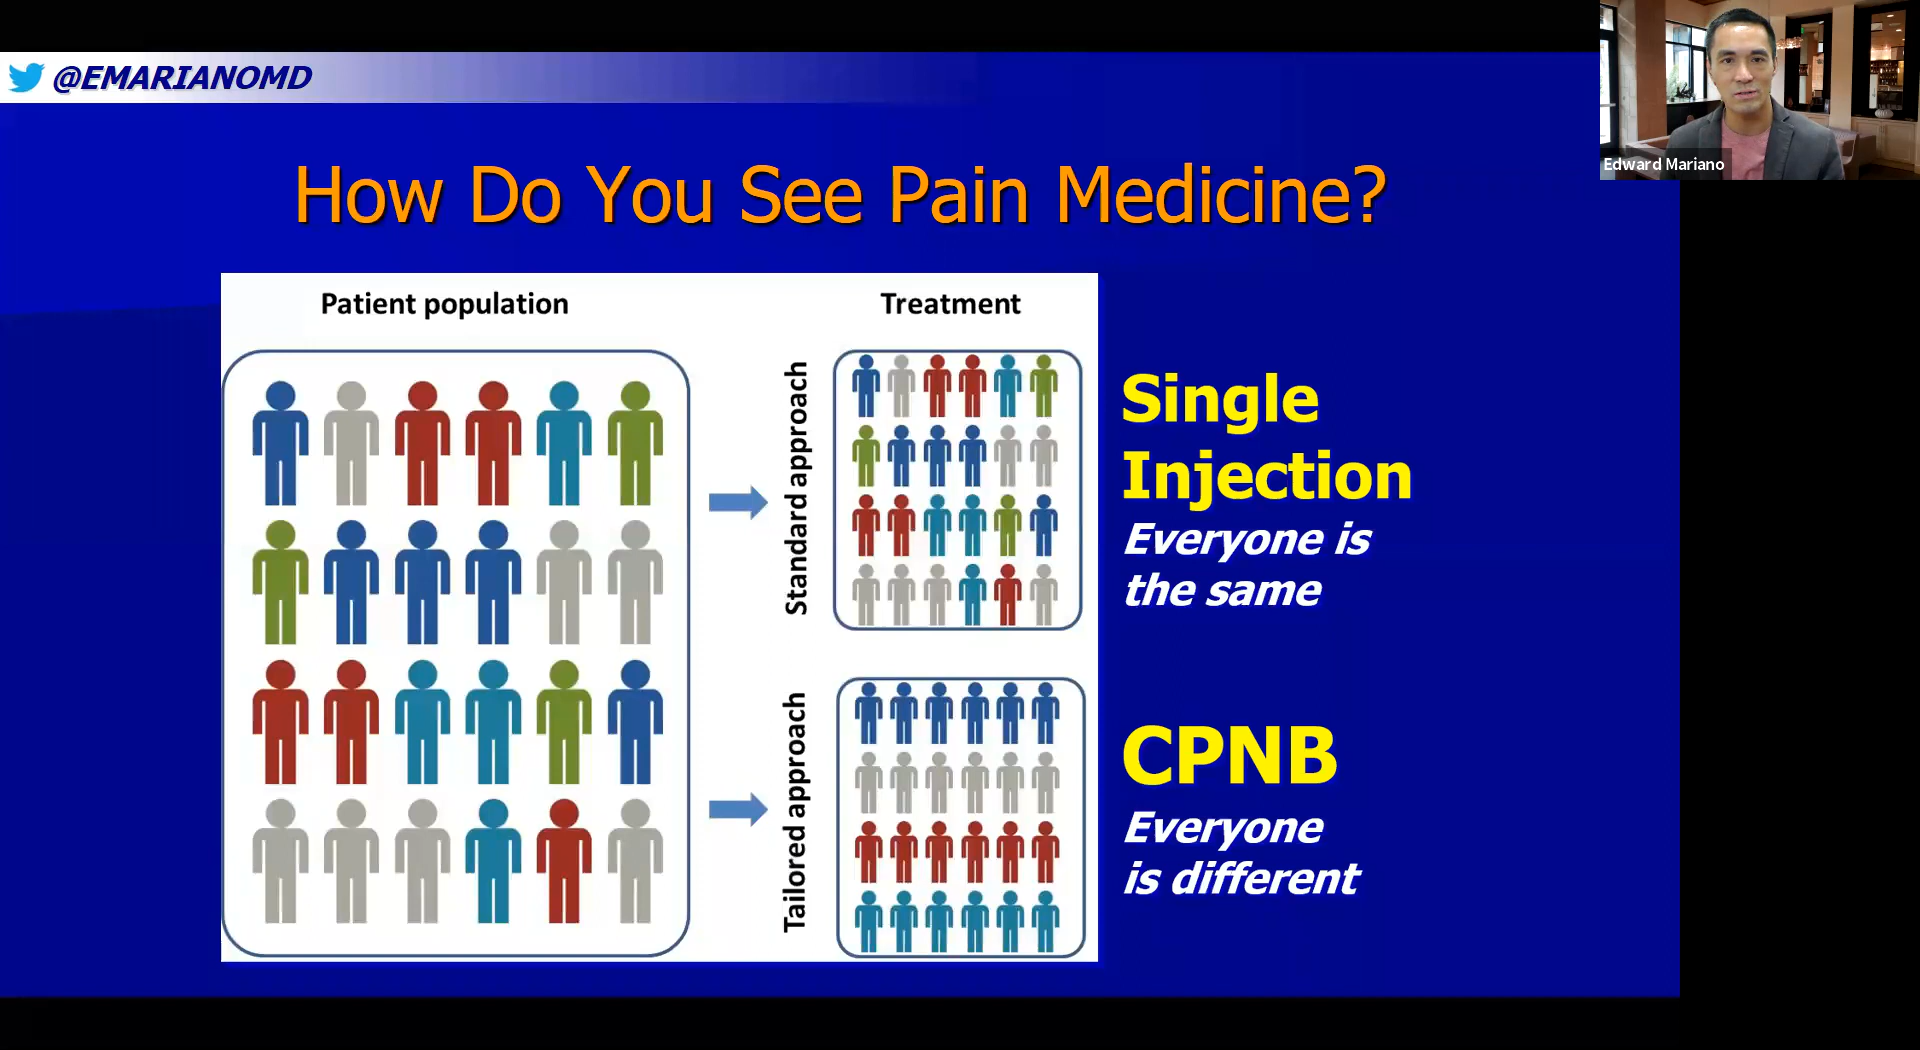 @EMARIANOMD
Edward Mariano
How Do You See Pain Medicine?
Patient population
Treatment
Standard approach
Tailored approach
Single
Injection
Everyone is
the same
CPNB
Everyone
is different